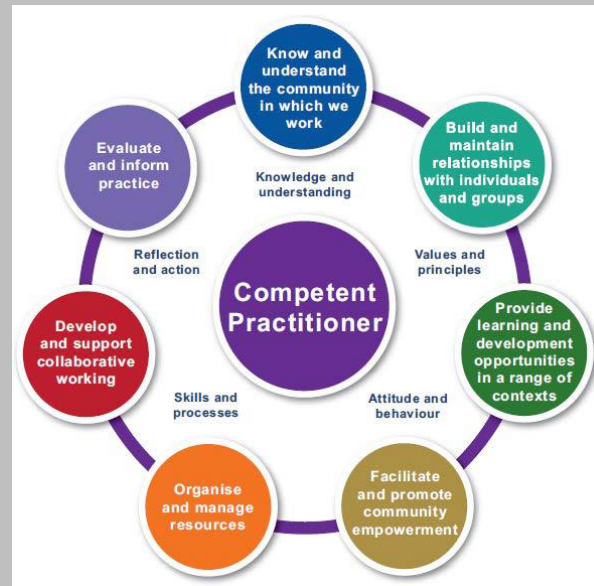 Know and
understand
the community
in which we
work
Build and
maintain
relationships
with individuals
and groups
Provide
learning and
development
opportunities
in a range of
contexts
Facilitate
and promote
community
empowerment
Organise
and manage
resources
Develop
and support
collaborative
working
Evaluate
and inform
practice
Knowledge and
understanding
Values and
principles
Attitude and
behaviour
Skills and
processes
Reflection
and action
Competent
Practitioner